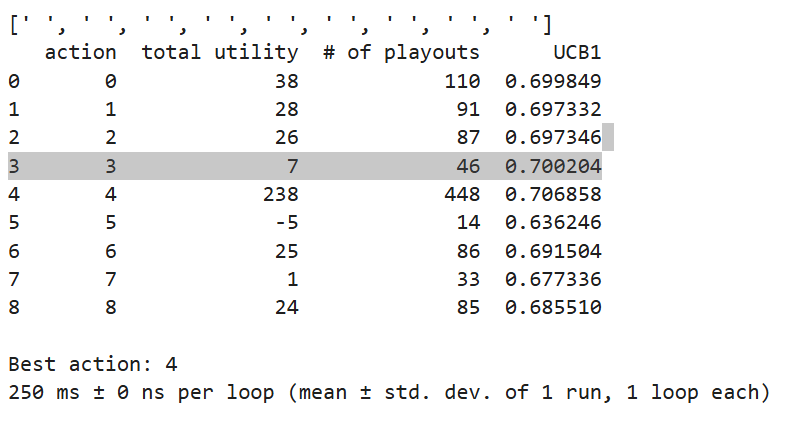 [' ', ' ', ' ', ' ', ' ', ' ', ' ', ' ', ' ']
   action  total utility  # of playouts      UCB1
0       0             38            110  0.699849
1       1             28             91  0.697332
2       2             26             87  0.697346
3       3              7             46  0.700204
4       4            238            448  0.706858
5       5             -5             14  0.636246
6       6             25             86  0.691504
7       7              1             33  0.677336
8       8             24             85  0.685510
Best action: 4
250 ms ± 0 ns per loop (mean ± std. dev. of 1 run, 1 loop each)